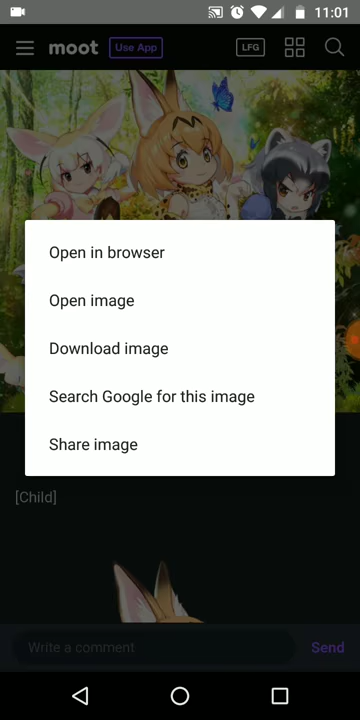 11:01
moot
Use App
LFG
Open in browser
Open image
Download image
Search Google for this image
Share image
[Child]
Write a comment
Send